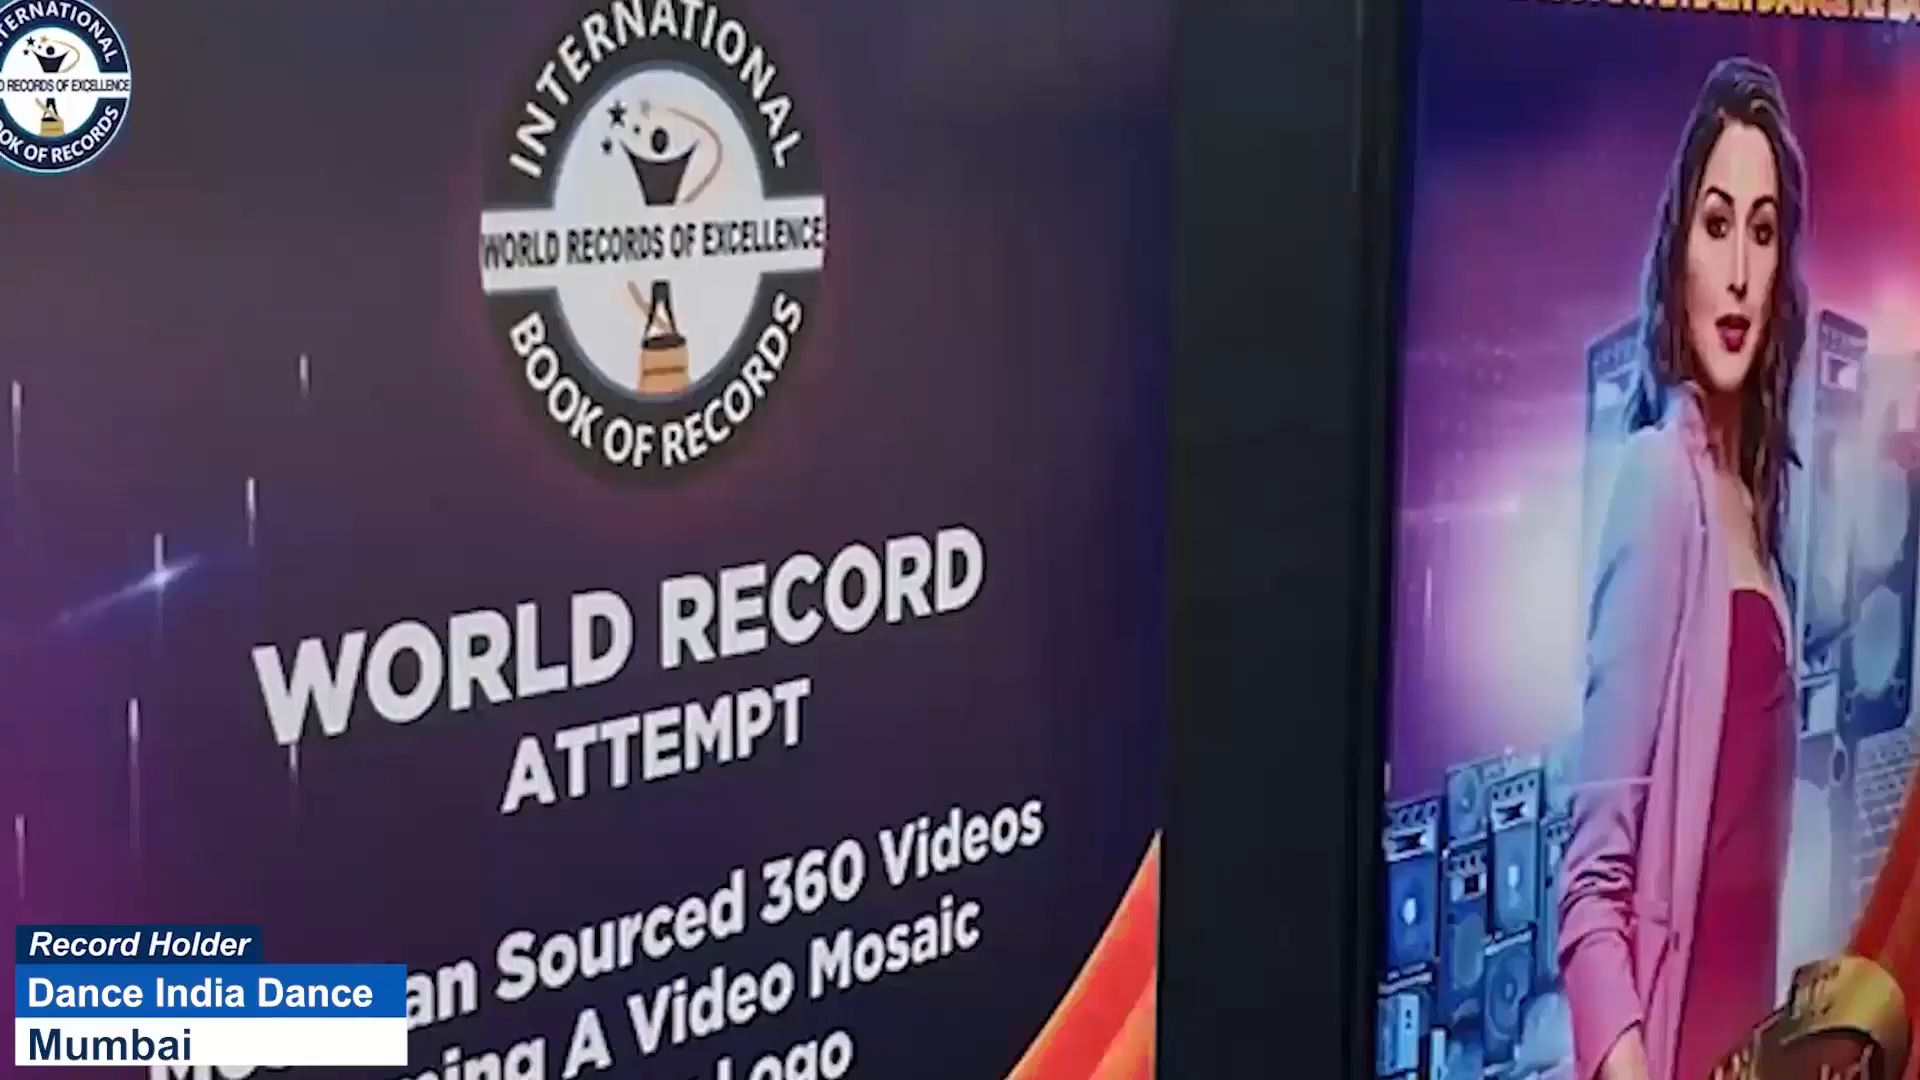 INTERNATIONAL
WORLD RECORDS OF EXCELLENCE
BOOK OF RECORDS
WORLD RECORD
ATTEMPT
Sourced 360 Videos
A Video Mosaic
Logo
RECORDS OF EXCELLENCE
OF RECORDS
Record Holder
Dance India Dance
Mumbai